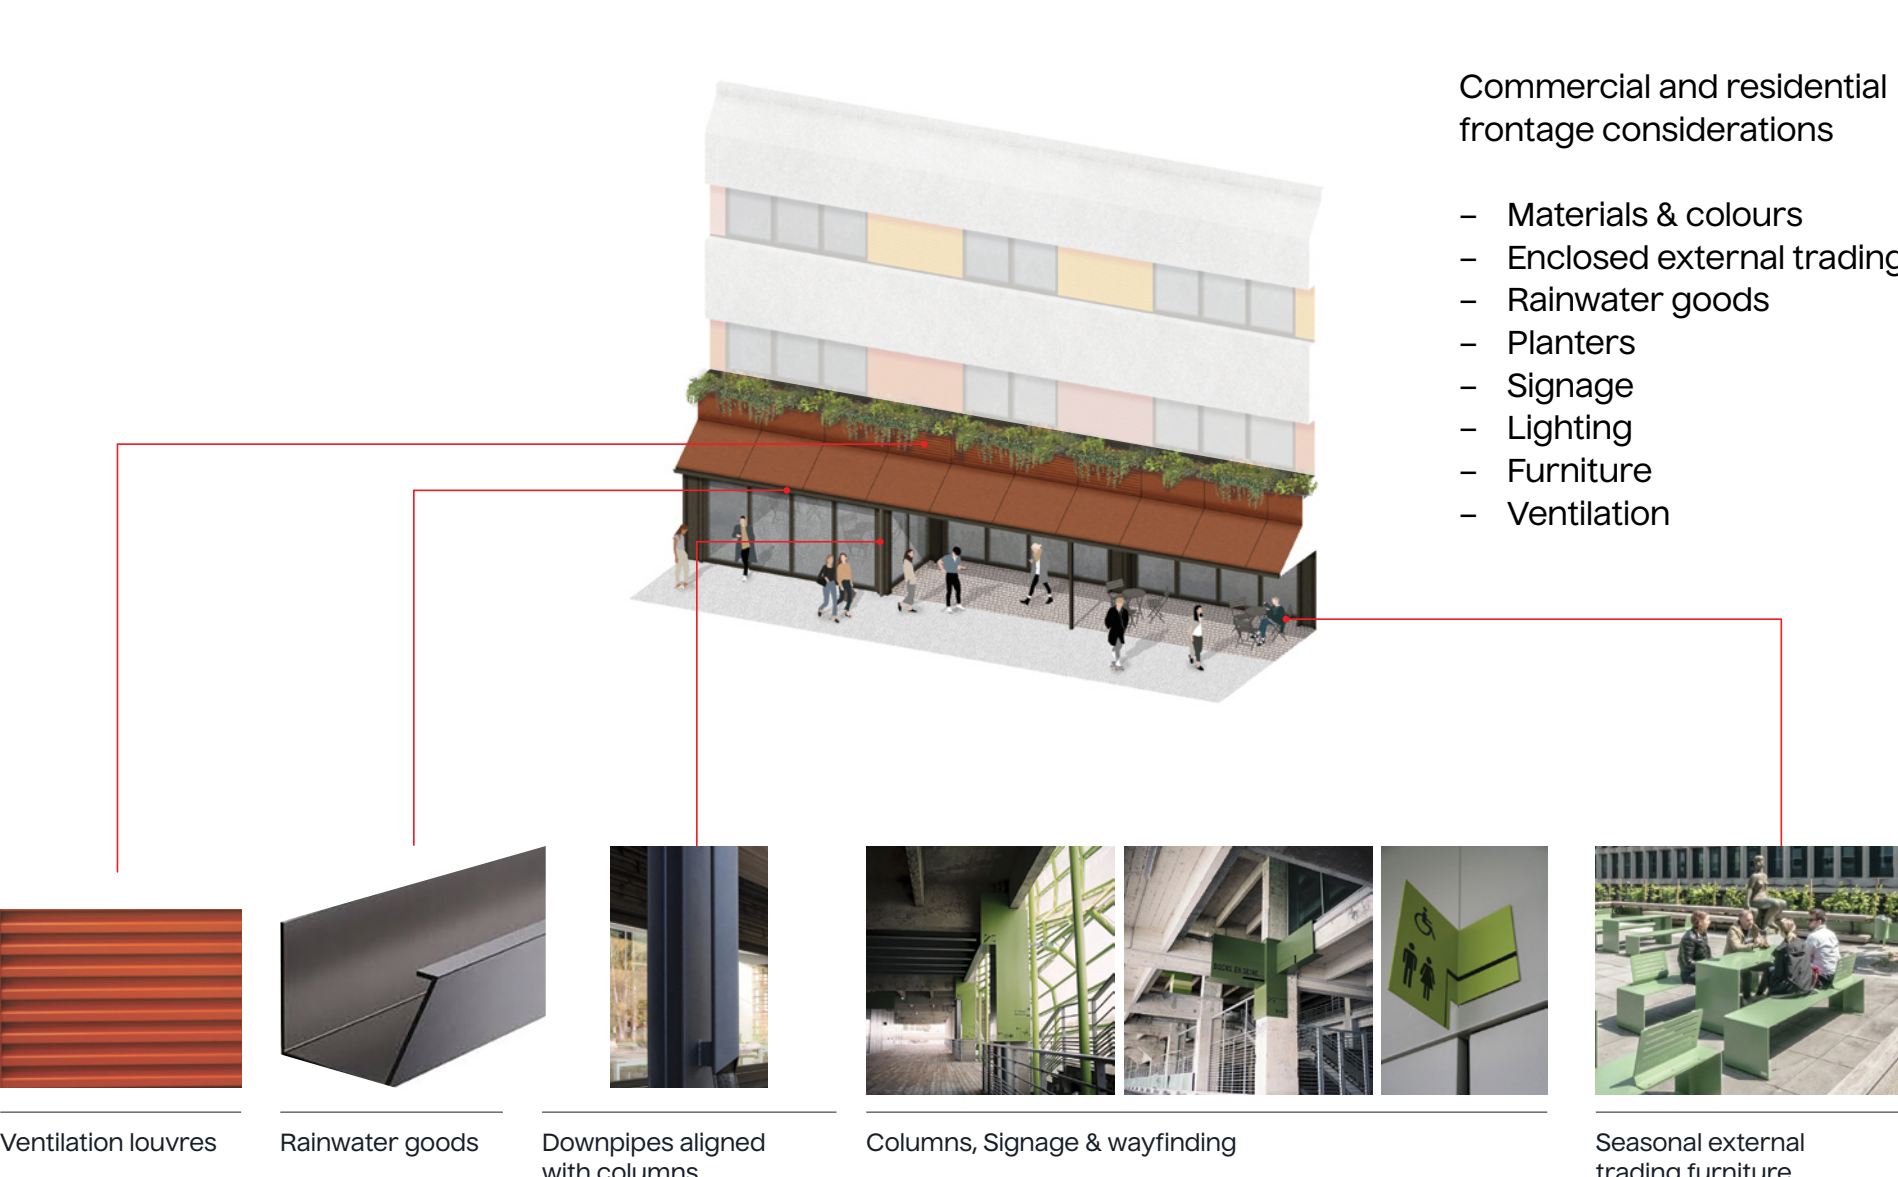 Commercial and residential
frontage considerations
– Materials & colours
– Enclosed external trading
– Rainwater goods
– Planters
– Signage
– Lighting
– Furniture
– Ventilation
Ventilation louvres
Rainwater goods
Downpipes aligned
with columns
Columns, Signage & wayfinding
Seasonal external
trading furniture